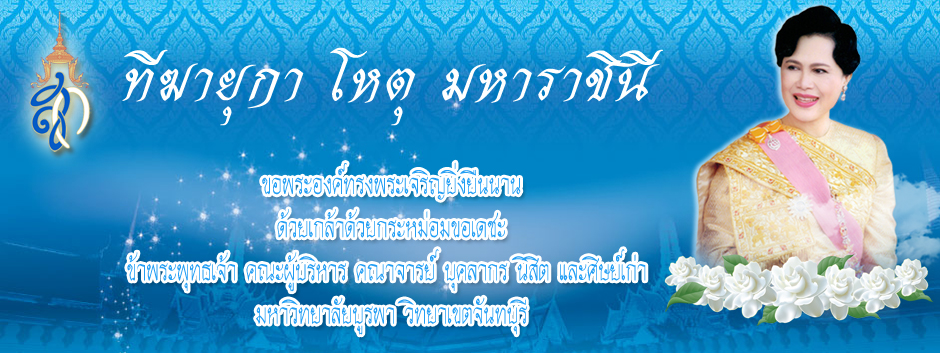 ทีฆายุกา โหตุ มหาราชินี
ขอพระองค์ทรงพระเจริญยิ่งยืนนาน
ด้วยเกล้าด้วยกระหม่อมขอเดชะ
ข้าพระพุทธเจ้า คณะผู้บริหาร คณาจารย์ บุคลากร นิสิต และศิษย์เก่า
มหาวิทยาลัยบูรพา วิทยาเขตจันทบุรี